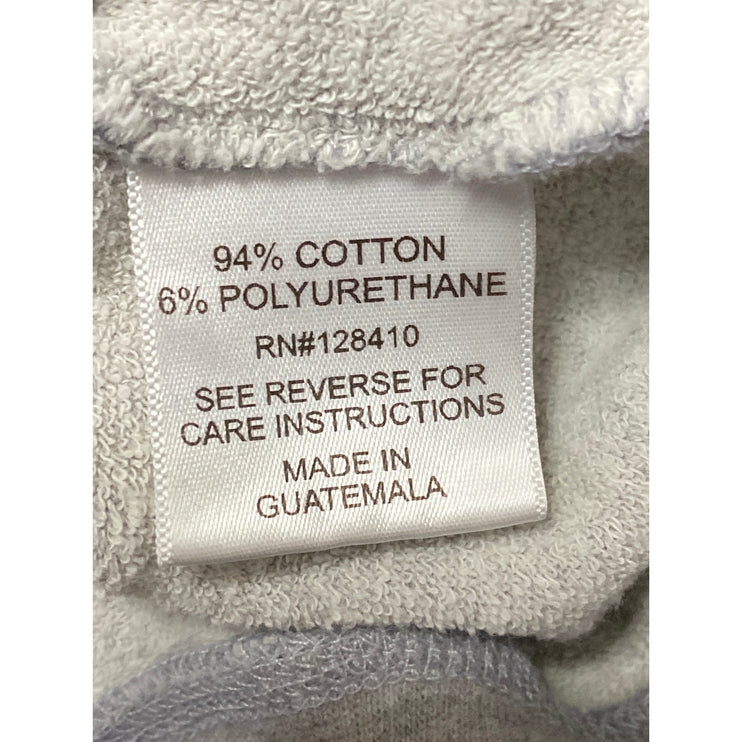 94% COTTON
6% POLYURETHANE
RN#128410
SEE REVERSE FOR
CARE INSTRUCTIONS
MADE IN
GUATEMALA